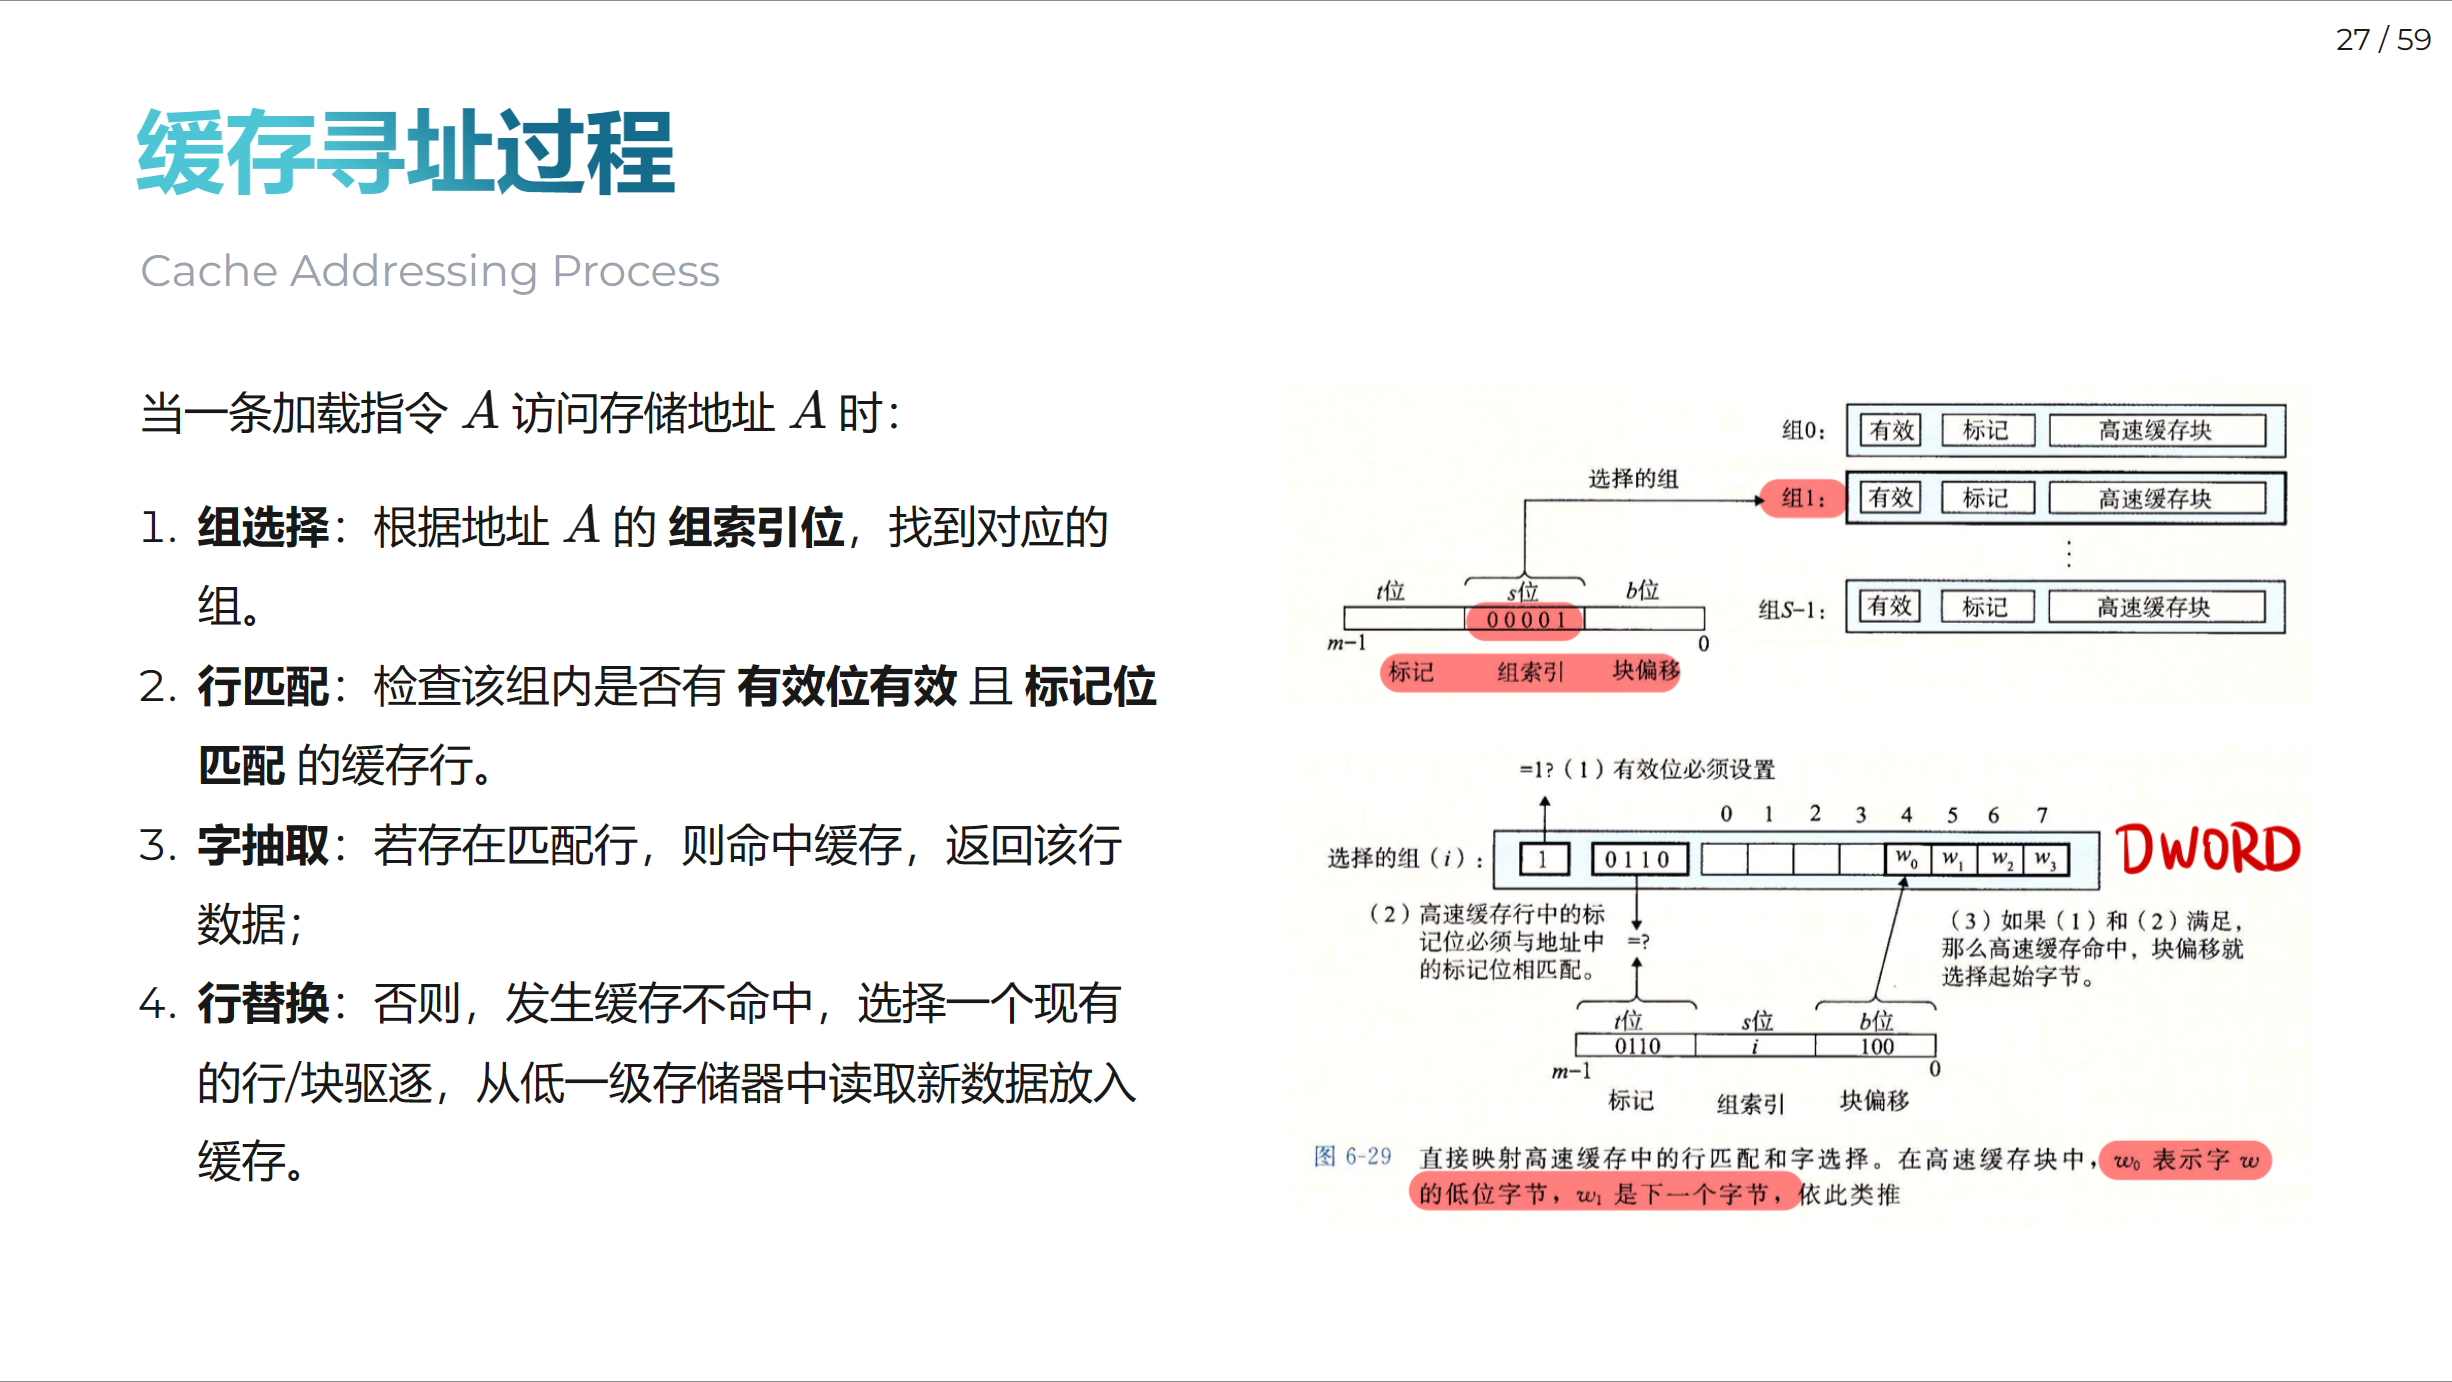 27 / 59
缓存寻址过程
Cache Addressing Process
当一条加载指令 A 访问存储地址 A 时：
1. 组选择：根据地址 A 的 组索引位，找到对应的
组。
2. 行匹配：检查该组内是否有 有效位有效 且 标记位
匹配 的缓存行。
3. 字抽取：若存在匹配行，则命中缓存，返回该行
数据；
4. 行替换：否则，发生缓存不命中，选择一个现有
的行/块驱逐，从低一级存储器中读取新数据放入
缓存。
组0： 有效 标记 高速缓存块
选择的组
组1： 有效 标记 高速缓存块
⋮
t位 s位 b位
组S−1： 有效 标记 高速缓存块
0 0 0 0 1
m−1 0
标记 组索引 块偏移
=1?（1）有效位必须设置
0 1 2 3 4 5 6 7
选择的组（i）： 1 0110 w0 w1 w2 w3
DWORD
（2）高速缓存行中的标
记位必须与地址中
的标记位相匹配。
=?
（3）如果（1）和（2）满足，
那么高速缓存命中，块偏移就
选择起始字节。
t位 s位 b位
0110 i 100
m−1 0
标记 组索引 块偏移
图 6-29 直接映射高速缓存中的行匹配和字选择。在高速缓存块中，w0 表示字 w
的低位字节，w1 是下一个字节，依此类推